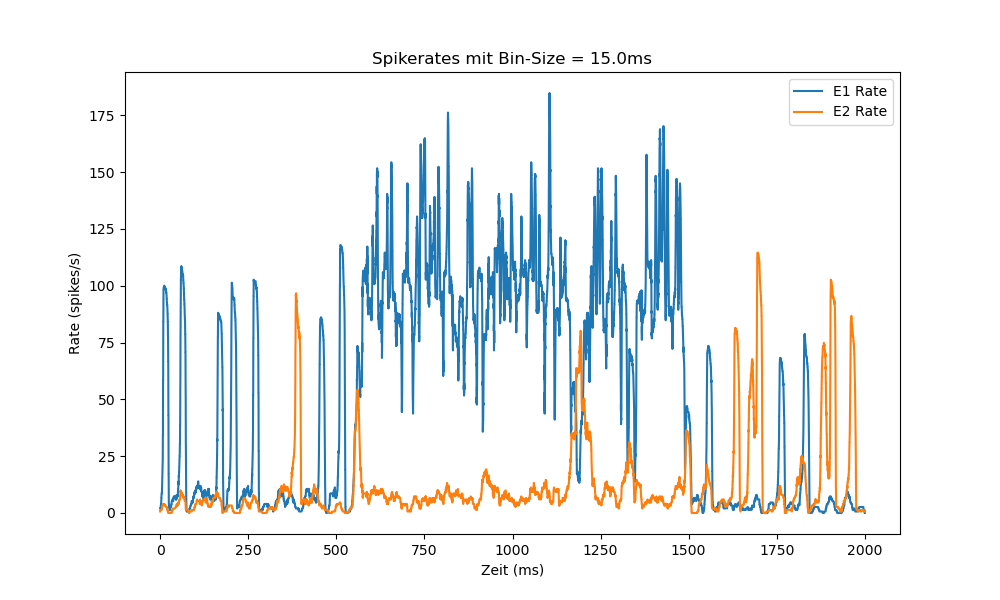 Spikerates mit Bin-Size = 15.0ms
E1 Rate
E2 Rate
Rate (spikes/s)
175
150
125
100
75
50
25
0
0 250 500 750 1000 1250 1500 1750 2000
Zeit (ms)